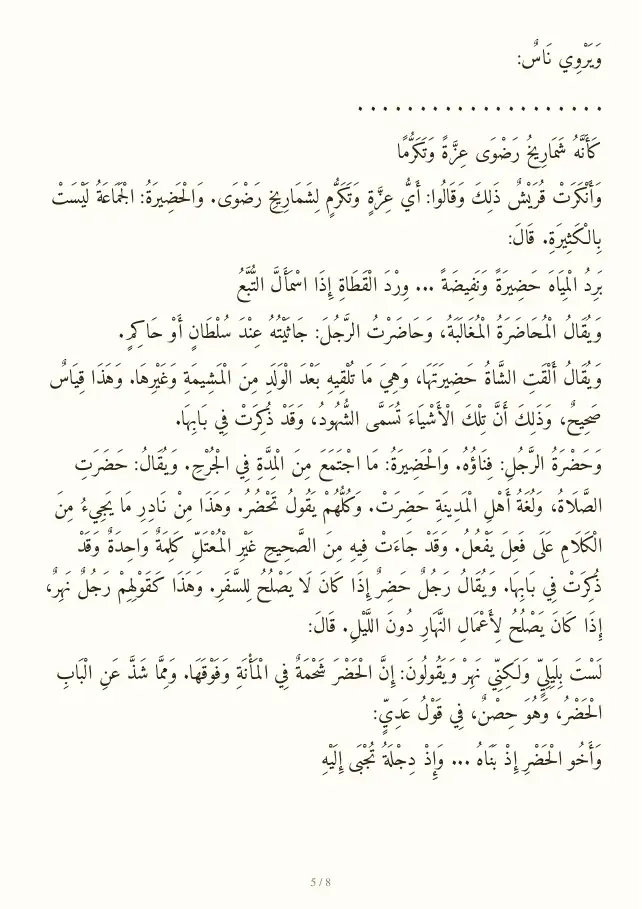 وَيَرْوِي نَاسٌ:
. . . . . . . . . . . . . . . . . . . .
كَأَنَّهُ شَمَارِيخُ رَضْوَى عِزَّةً وَتَكَرُّمًا
وَأَنْكَرَتْ قُرَيْشٌ ذَلِكَ وَقَالُوا: أَيُّ عِزَّةٍ وَتَكَرُّمٍ لِشَمَارِيخِ رَضْوَى. وَالْحَضِيرَةُ: الْجَمَاعَةُ لَيْسَتْ
بِالْكَثِيرَةِ. قَالَ:
بَرِدُ الْمِيَاهَ حَضِيرَةً وَنَفِيضَةً ... وِرْدَ الْقَطَاةِ إِذَا اسْمَأَلَّ التُّبَّعُ
وَيُقَالُ الْمُحَاضَرَةُ الْمُغَالَبَةُ، وَحَاضَرْتُ الرَّجُلَ: جَاثَيْتُهُ عِنْدَ سُلْطَانٍ أَوْ حَاكِمٍ.
وَيُقَالُ أَلْقَتِ الشَّاةُ حَضِيرَتَهَا، وَهِيَ مَا تُلْقِيهِ بَعْدَ الْوَلَدِ مِنَ الْمَشِيمَةِ وَغَيْرِهَا. وَهَذَا قِيَاسٌ
صَحِيحٌ، وَذَلِكَ أَنَّ تِلْكَ الْأَشْيَاءَ تُسَمَّى الشُّهُودُ، وَقَدْ ذُكِرَتْ فِي بَابِهَا.
وَحَضْرَةُ الرَّجُلِ: فِنَاؤُهُ. وَالْحَضِيرَةُ: مَا اجْتَمَعَ مِنَ الْمِدَّةِ فِي الْجُرْحِ. وَيُقَالُ: حَضَرَتِ
الصَّلَاةُ، وَلُغَةُ أَهْلِ الْمَدِينَةِ حَضِرَتْ. وَكُلُّهُمْ يَقُولُ تَحْضُرُ. وَهَذَا مِنْ نَادِرِ مَا يَجِيءُ مِنَ
الْكَلَامِ عَلَى فَعِلَ يَفْعُلُ. وَقَدْ جَاءَتْ فِيهِ مِنَ الصَّحِيحِ غَيْرِ الْمُعْتَلِّ كَلِمَةٌ وَاحِدَةٌ وَقَدْ
ذُكِرَتْ فِي بَابِهَا. وَيُقَالُ رَجُلٌ حَضِرٌ إِذَا كَانَ لَا يَصْلُحُ لِلسَّفَرِ. وَهَذَا كَقَوْلِهِمْ رَجُلٌ نَهِرٌ،
إِذَا كَانَ يَصْلُحُ لِأَعْمَالِ النَّهَارِ دُونَ اللَّيْلِ. قَالَ:
لَسْتُ بِلَيْلِيٍّ وَلَكِنِّي نَهِرْ وَيَقُولُونَ: إِنَّ الْحَضْرَ شَحْمَةٌ فِي الْمَأْنَةِ وَفَوْقَهَا. وَمِمَّا شَذَّ عَنِ الْبَابِ
الْحَضْرُ، وَهُوَ حِصْنٌ، فِي قَوْلُ عَدِيٍّ:
وَأَخُو الْحَضْرِ إِذْ بَنَاهُ ... وَإِذْ دِجْلَةُ تُجْبَى إِلَيْهِ
5 / 8